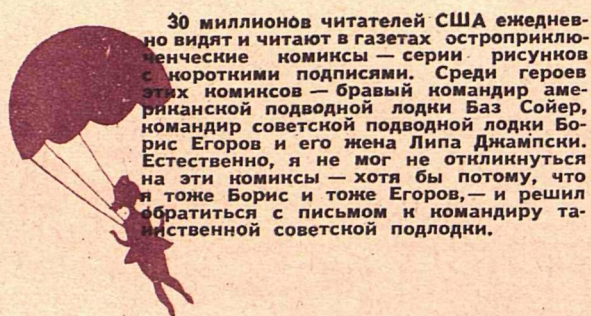 30 миллионов читателей США ежеднев-
но видят и читают в газетах остроприклю-
ченческие комиксы — серии рисунков
с короткими подписями. Среди героев
этих комиксов — бравый командир аме-
риканской подводной лодки Баз Сойер,
командир советской подводной лодки Бо-
рис Егоров и его жена Липа Джампски.
Естественно, я не мог не откликнуться
на эти комиксы — хотя бы потому, что
я тоже Борис и тоже Егоров,— и решил
обратиться с письмом к командиру та-
инственной советской подлодки.